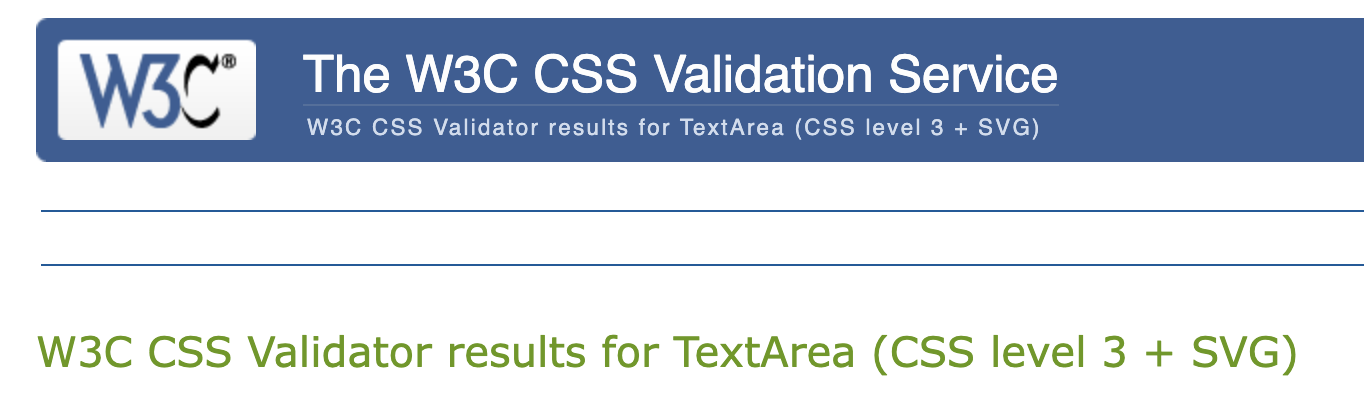 W3C®
The W3C CSS Validation Service
W3C CSS Validator results for TextArea (CSS level 3 + SVG)
W3C CSS Validator results for TextArea (CSS level 3 + SVG)